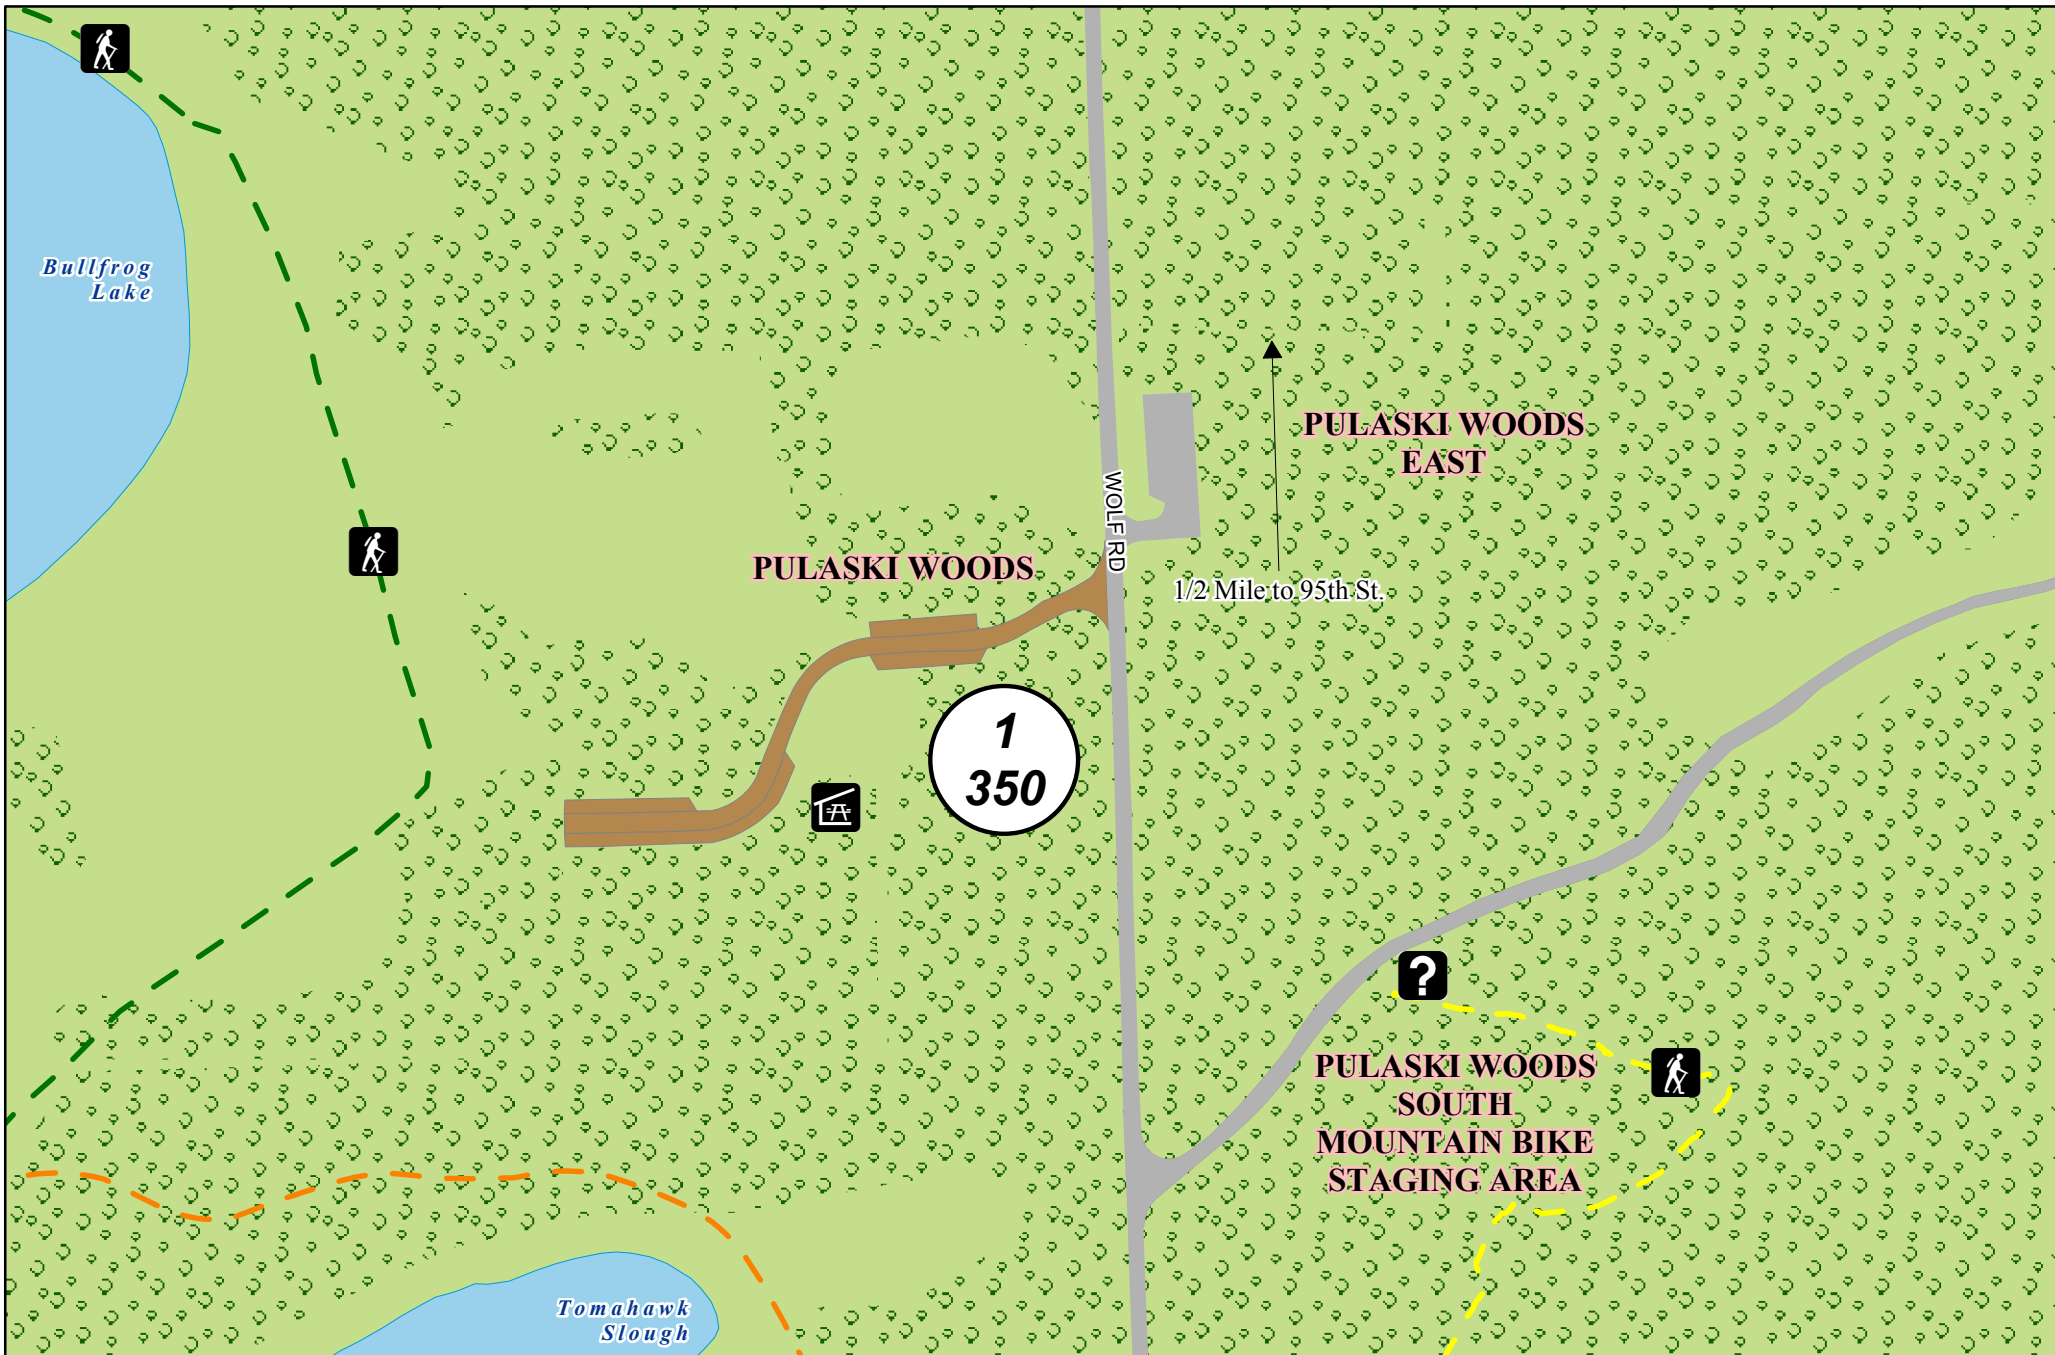 Bullfrog
Lake
PULASKI WOODS
EAST
WOLF RD
PULASKI WOODS
1/2 Mile to 95th St.
1
350
?
PULASKI WOODS
SOUTH
MOUNTAIN BIKE
STAGING AREA
Tomahawk
Slough